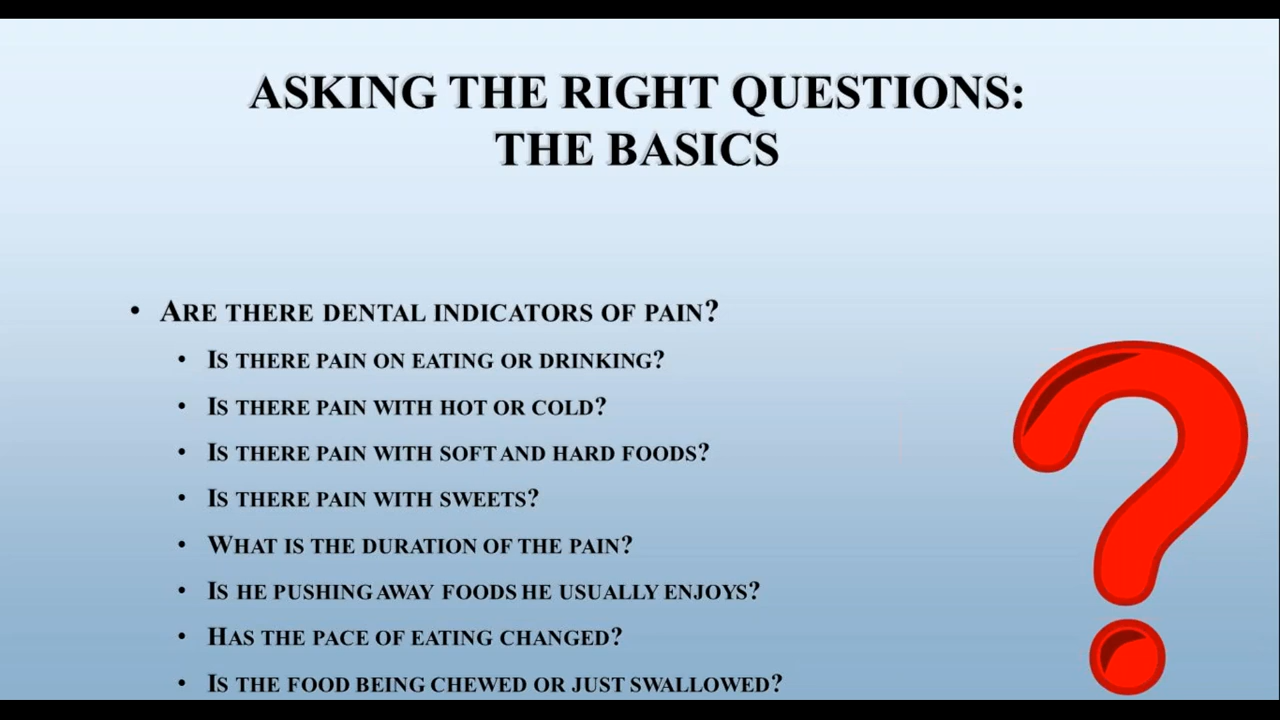 ASKING THE RIGHT QUESTIONS:
THE BASICS
• ARE THERE DENTAL INDICATORS OF PAIN?
• IS THERE PAIN ON EATING OR DRINKING?
• IS THERE PAIN WITH HOT OR COLD?
• IS THERE PAIN WITH SOFT AND HARD FOODS?
• IS THERE PAIN WITH SWEETS?
• WHAT IS THE DURATION OF THE PAIN?
• IS HE PUSHING AWAY FOODS HE USUALLY ENJOYS?
• HAS THE PACE OF EATING CHANGED?
• IS THE FOOD BEING CHEWED OR JUST SWALLOWED?